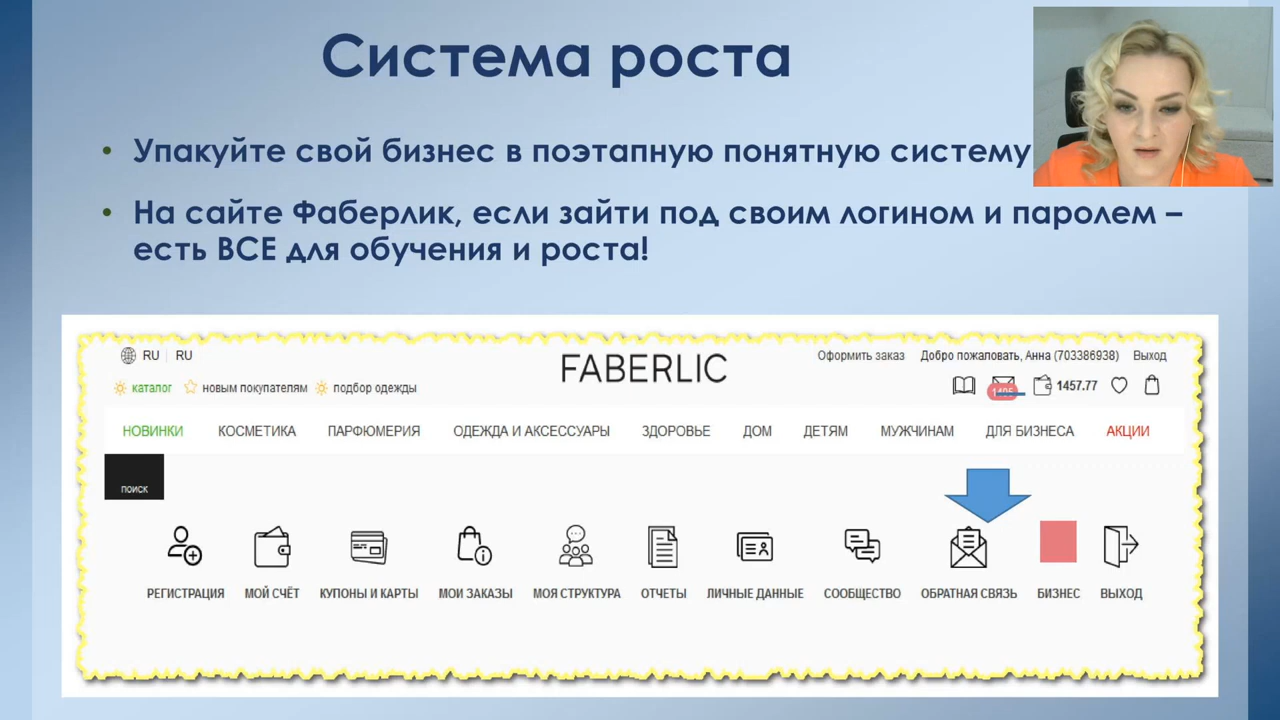 Система роста
• Упакуйте свой бизнес в поэтапную понятную систему
• На сайте Фаберлик, если зайти под своим логином и паролем –
есть ВСЕ для обучения и роста!
RU RU
Оформить заказ Добро пожаловать, Анна (703386938) Выход
FABERLIC
каталог новым покупателям подбор одежды
1457.77
НОВИНКИ КОСМЕТИКА ПАРФЮМЕРИЯ ОДЕЖДА И АКСЕССУАРЫ ЗДОРОВЬЕ ДОМ ДЕТЯМ МУЖЧИНАМ ДЛЯ БИЗНЕСА АКЦИИ
ПОИСК
РЕГИСТРАЦИЯ МОЙ СЧЁТ КУПОНЫ И КАРТЫ МОИ ЗАКАЗЫ МОЯ СТРУКТУРА ОТЧЕТЫ ЛИЧНЫЕ ДАННЫЕ СООБЩЕСТВО ОБРАТНАЯ СВЯЗЬ БИЗНЕС ВЫХОД